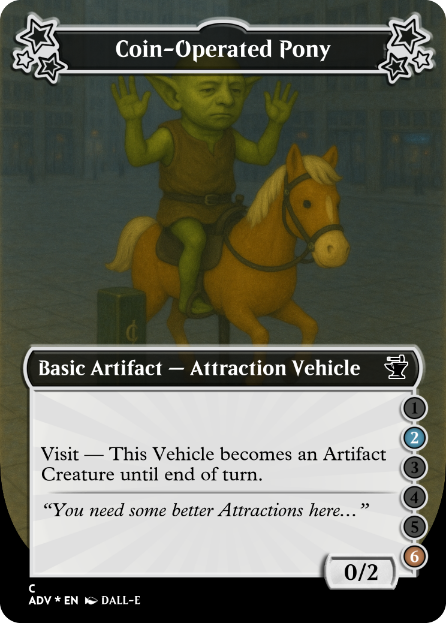 Coin-Operated Pony
₵
Basic Artifact — Attraction Vehicle
1
2
3
4
5
6
Visit — This Vehicle becomes an Artifact
Creature until end of turn.
“You need some better Attractions here…”
0/2
C
ADV * EN DALL-E